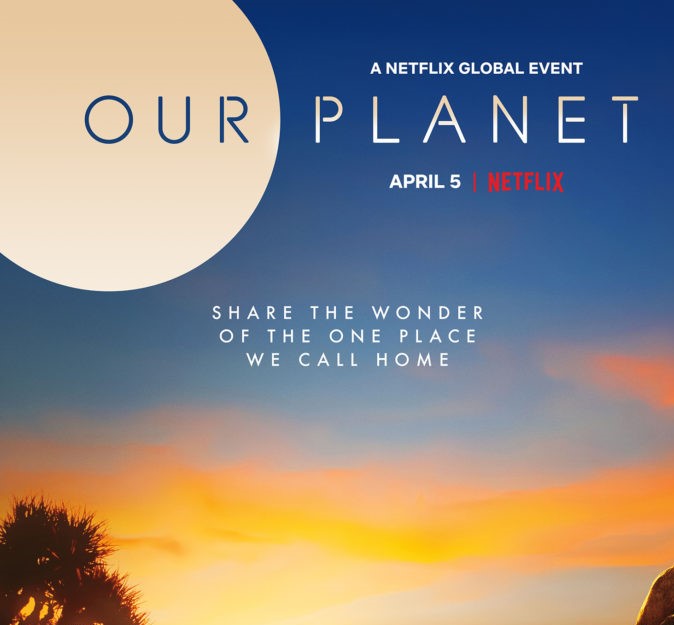 A NETFLIX GLOBAL EVENT
OUR PLANET
APRIL 5 | NETFLIX
SHARE THE WONDER
OF THE ONE PLACE
WE CALL HOME